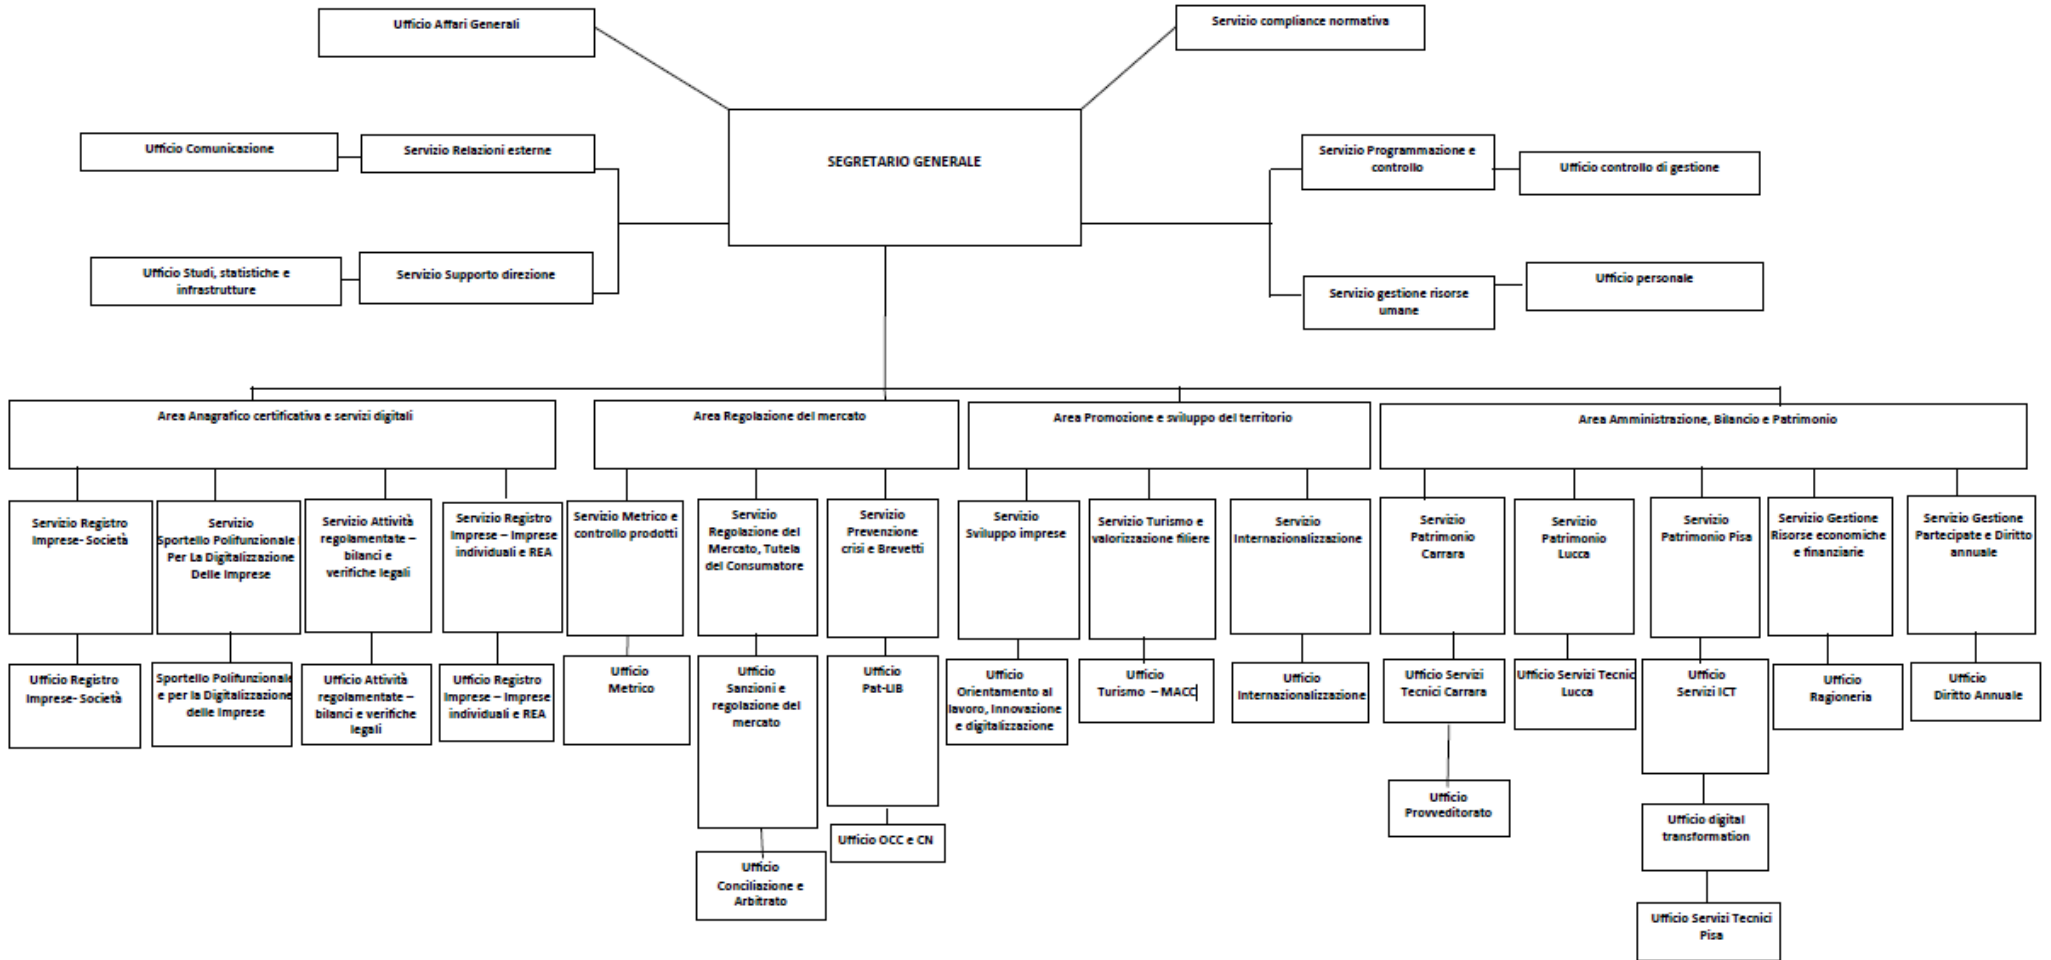 Ufficio Affari Generali
Servizio compliance normativa
SEGRETARIO GENERALE
Ufficio Comunicazione
Servizio Relazioni esterne
Servizio Programmazione e
controllo
Ufficio controllo di gestione
Ufficio Studi, statistiche e
infrastrutture
Servizio Supporto direzione
Servizio gestione risorse
umane
Ufficio personale
Area Anagrafico certificativa e servizi digitali
Area Regolazione del mercato
Area Promozione e sviluppo del territorio
Area Amministrazione, Bilancio e Patrimonio
Servizio Registro
Imprese- Società
Servizio
Sportello Polifunzionale
Per La Digitalizzazione
Delle Imprese
Servizio Attività
regolamentate –
bilanci e
verifiche legali
Servizio Registro
Imprese – Imprese
individuali e REA
Servizio Metrico e
controllo prodotti
Servizio
Regolazione del
Mercato, Tutela
del Consumatore
Servizio
Prevenzione
crisi e Brevetti
Servizio
Sviluppo imprese
Servizio Turismo e
valorizzazione filiere
Servizio
Internazionalizzazione
Servizio
Patrimonio
Carrara
Servizio
Patrimonio
Lucca
Servizio
Patrimonio Pisa
Servizio Gestione
Risorse economiche
e finanziarie
Servizio Gestione
Partecipate e Diritto
annuale
Ufficio Registro
Imprese- Società
Sportello Polifunzionale
e per la Digitalizzazione
delle Imprese
Ufficio Attività
regolamentate –
bilanci e verifiche
legali
Ufficio Registro
Imprese – Imprese
individuali e REA
Ufficio
Metrico
Ufficio
Sanzioni e
regolazione del
mercato
Ufficio
Pat-LIB
Ufficio
Orientamento al
lavoro, Innovazione
e digitalizzazione
Ufficio
Turismo – MACC
Ufficio
Internazionalizzazione
Ufficio Servizi
Tecnici Carrara
Ufficio Servizi Tecnic
Lucca
Ufficio
Servizi ICT
Ufficio
Ragioneria
Ufficio
Diritto Annuale
Ufficio
Conciliazione e
Arbitrato
Ufficio OCC e CN
Ufficio
Provveditorato
Ufficio digital
transformation
Ufficio Servizi Tecnici
Pisa